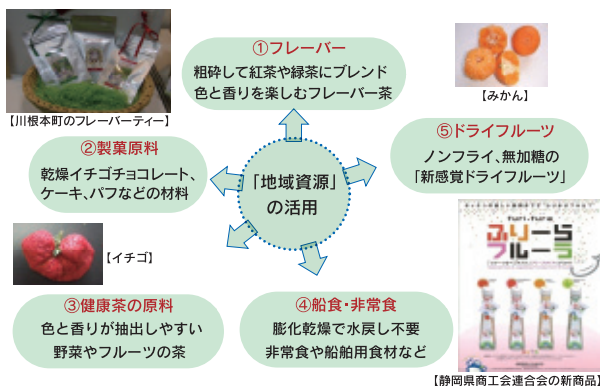 ①フレーバー
粗砕して紅茶や緑茶にブレンド
色と香りを楽しむフレーバー茶
【川根本町のフレーバーティー】
【みかん】
②製菓原料
乾燥イチゴチョコレート、
ケーキ、パフなどの材料
「地域資源」
の活用
⑤ドライフルーツ
ノンフライ、無加糖の
「新感覚ドライフルーツ」
【イチゴ】
ふりーら
フルーラ
③健康茶の原料
色と香りが抽出しやすい
野菜やフルーツの茶
④船食・非常食
膨化乾燥で水戻し不要
非常食や船舶用食材など
【静岡県商工会連合会の新商品】